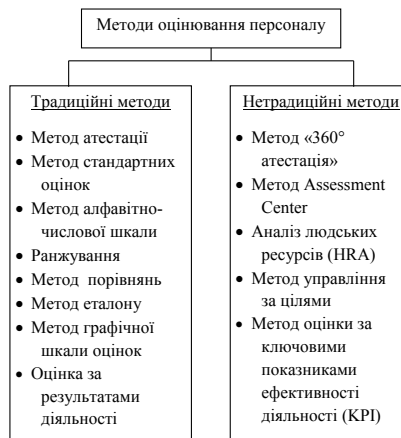 Методи оцінювання персоналу
Традиційні методи
• Метод атестації
• Метод стандартних
оцінок
• Метод алфавітно-
числової шкали
• Ранжування
• Метод порівнянь
• Метод еталону
• Метод графічної
шкали оцінок
• Оцінка за
результатами
діяльності
Нетрадиційні методи
• Метод «360°
атестація»
• Метод Assessment
Center
• Аналіз людських
ресурсів (HRA)
• Метод управління
за цілями
• Метод оцінки за
ключовими
показниками
ефективності
діяльності (KPI)